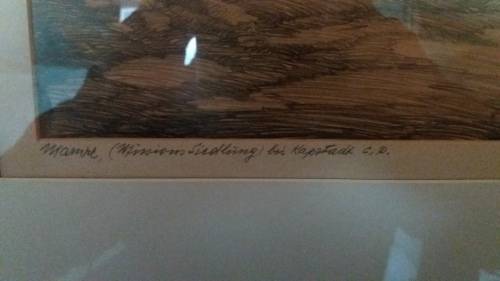 Mamre, (Missions Siedlung) bei Kapstadt C.P.